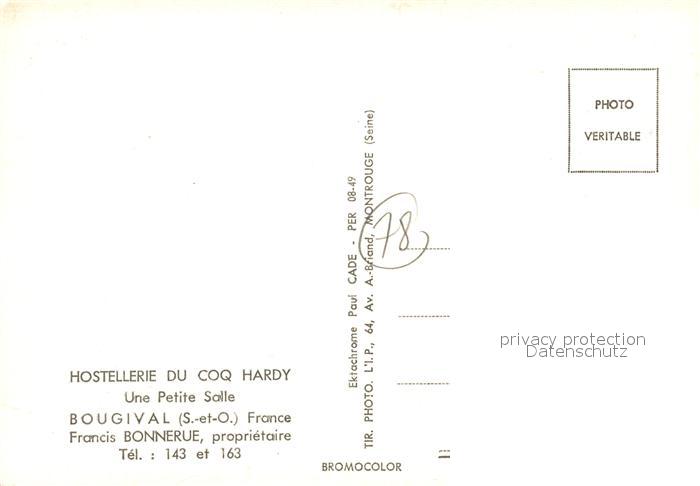 HOSTELLERIE DU COQ HARDY
Une Petite Salle
BOUGIVAL (S.-et-O.) France
Francis BONNERUE, propriétaire
Tél. : 143 et 163
Ektachrome Paul CADE - PER 08-49
TIR. PHOTO. L'I.P., 64, Av. A.-Briand, MONTROUGE (Seine)
BROMOCOLOR
78
PHOTO
VERITABLE
privacy protection
Datenschutz